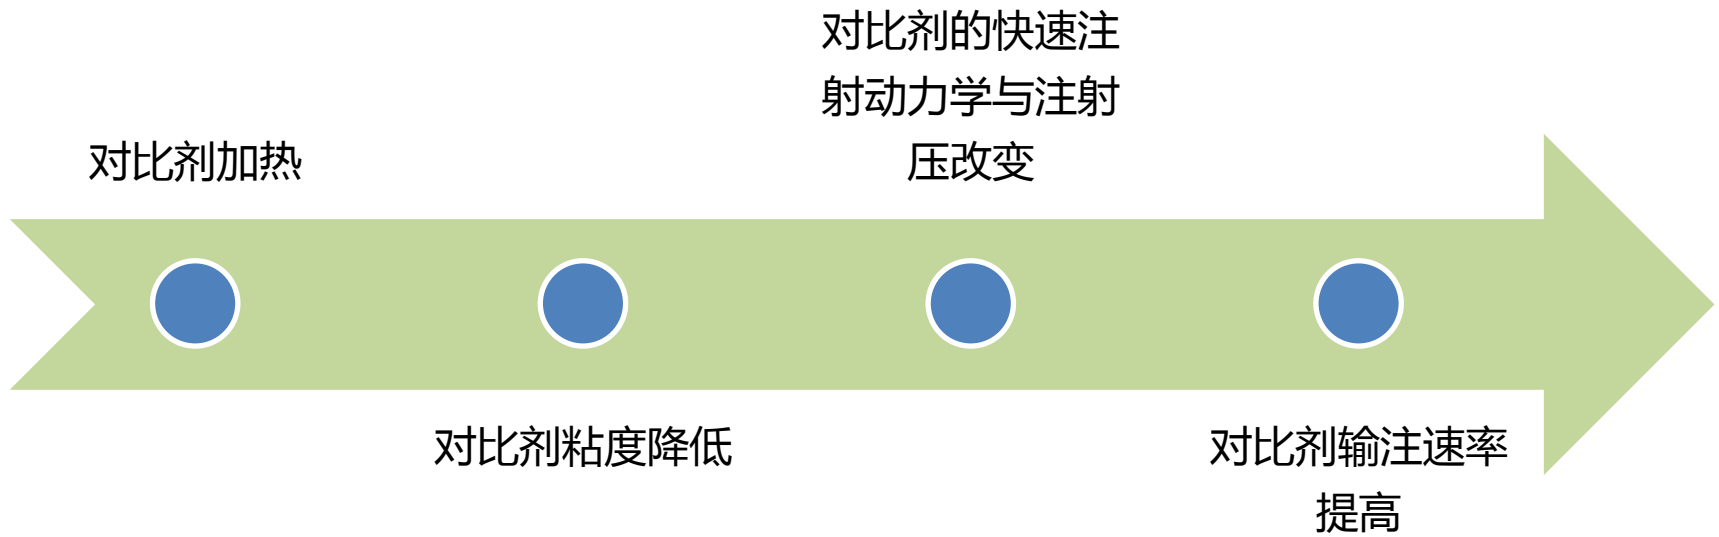 对比剂加热
对比剂粘度降低
对比剂的快速注
射动力学与注射
压改变
对比剂输注速率
提高